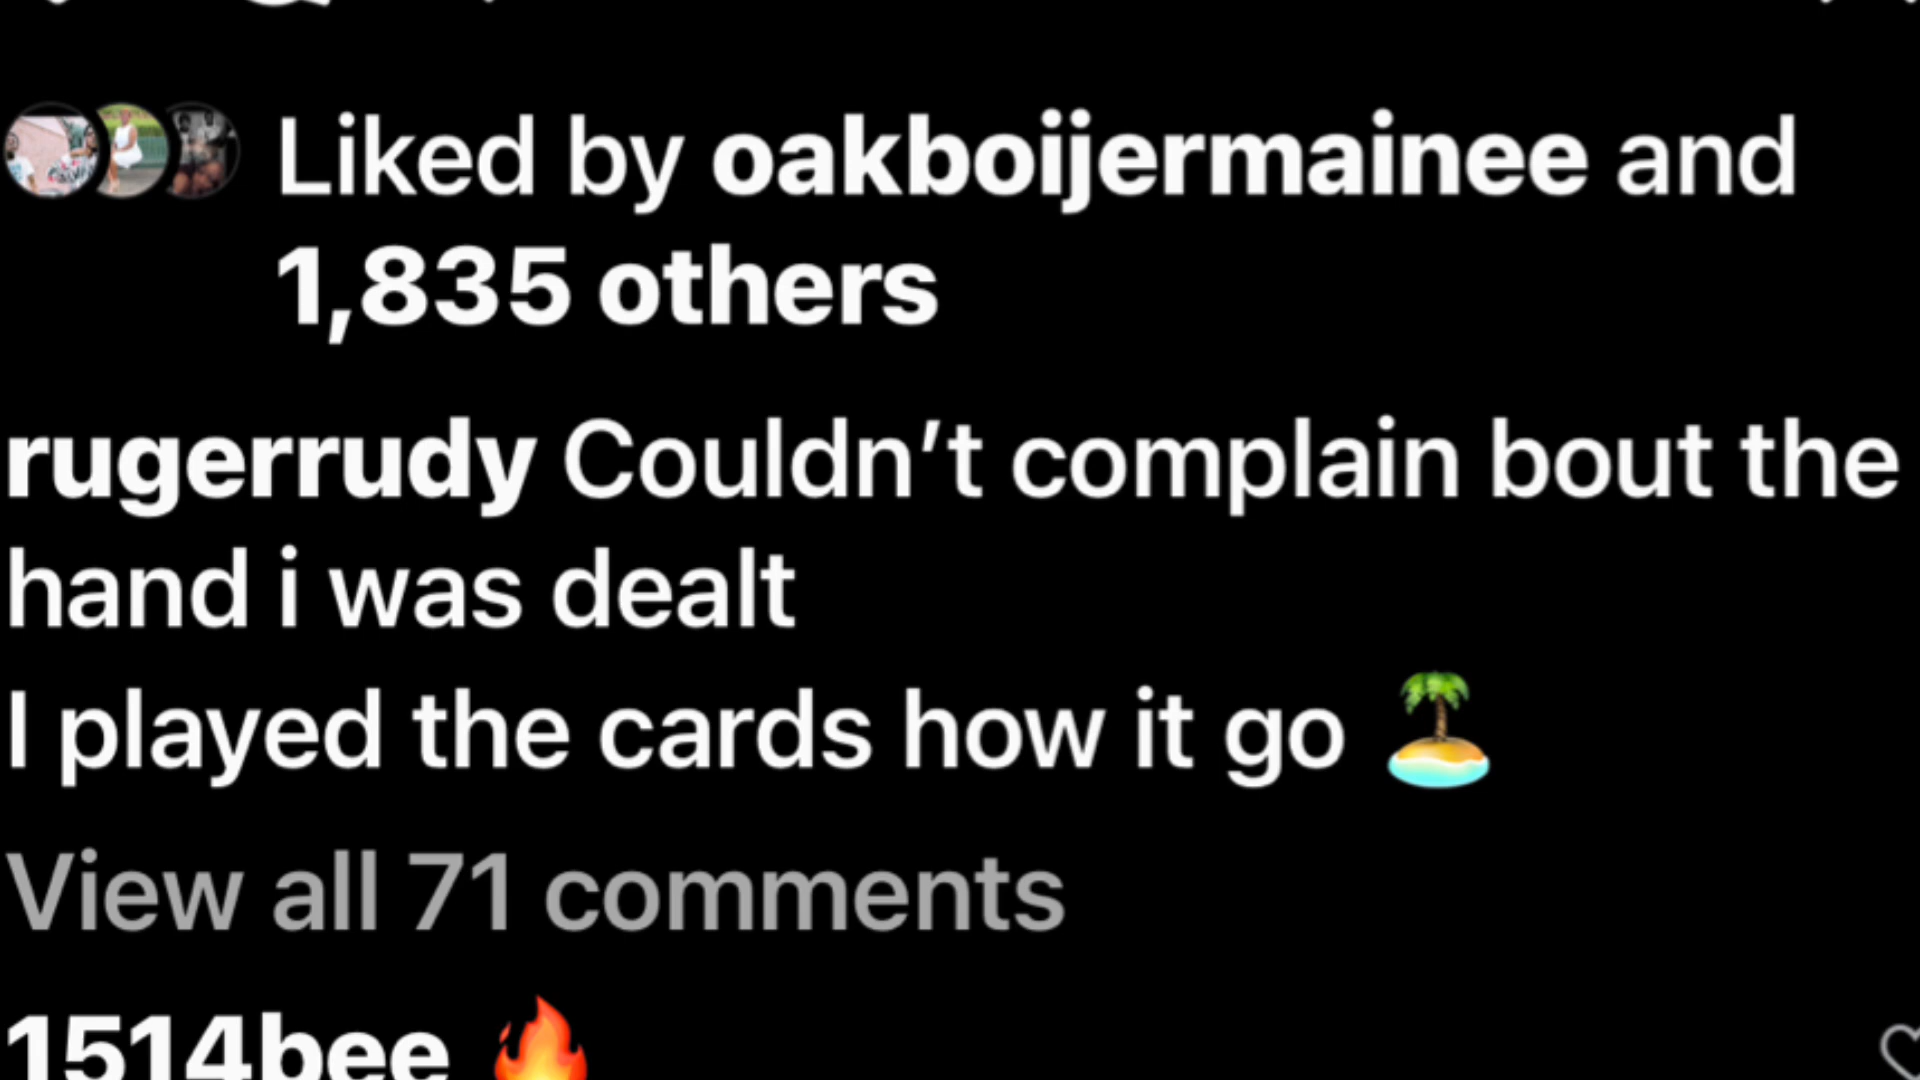 Liked by oakboijermainee and
1,835 others
rugerrudy Couldn’t complain bout the
hand i was dealt
I played the cards how it go 🏝️
View all 71 comments
1514bee 🔥